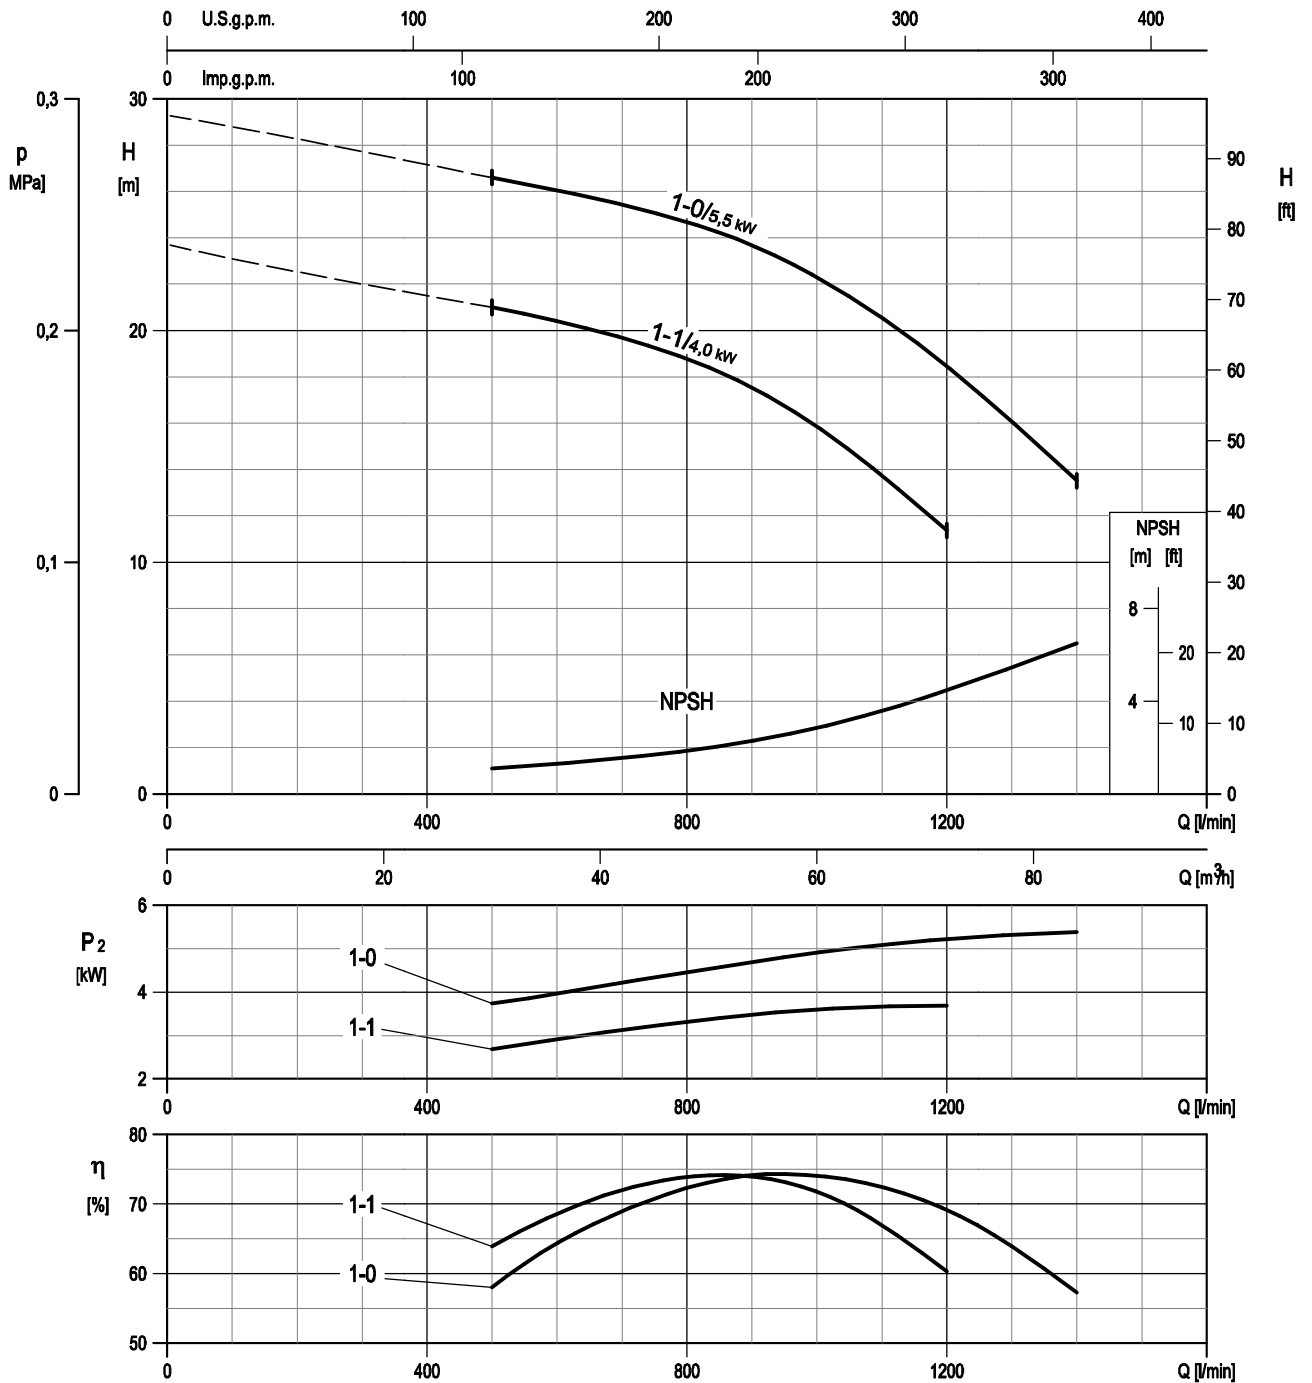 0 U.S.g.p.m. 100 200 300 400
0 Imp.g.p.m. 100 200 300
0,3 30
p H 90 H
MPa] [m] [ft]
1-0/5,5 kW
80
70
0,2 20
1-1/4,0 kW
60
50
40
NPSH
[m] [ft]
0,1 10
30
8
20 20
NPSH 4
10 10
0 0 0
0 400 800 1200 Q [l/min]
0 20 40 60 80 Q [m³/h]
6
P2 1-0
[kW]
4
1-1
2
0 400 800 1200 Q [l/min]
80
η
[%] 70 1-1
60 1-0
50
0 400 800 1200 Q [l/min]